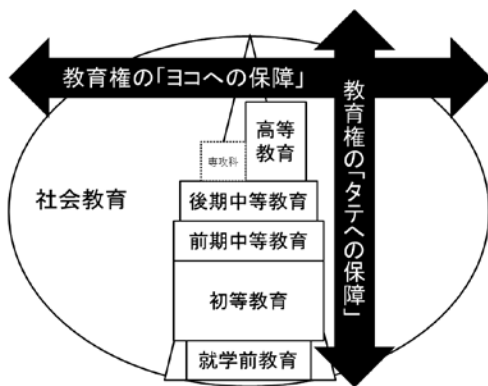 教育権の「ヨコへの保障」
教育権の「タテへの保障」
高等
教育
専攻科
社会教育
後期中等教育
前期中等教育
初等教育
就学前教育